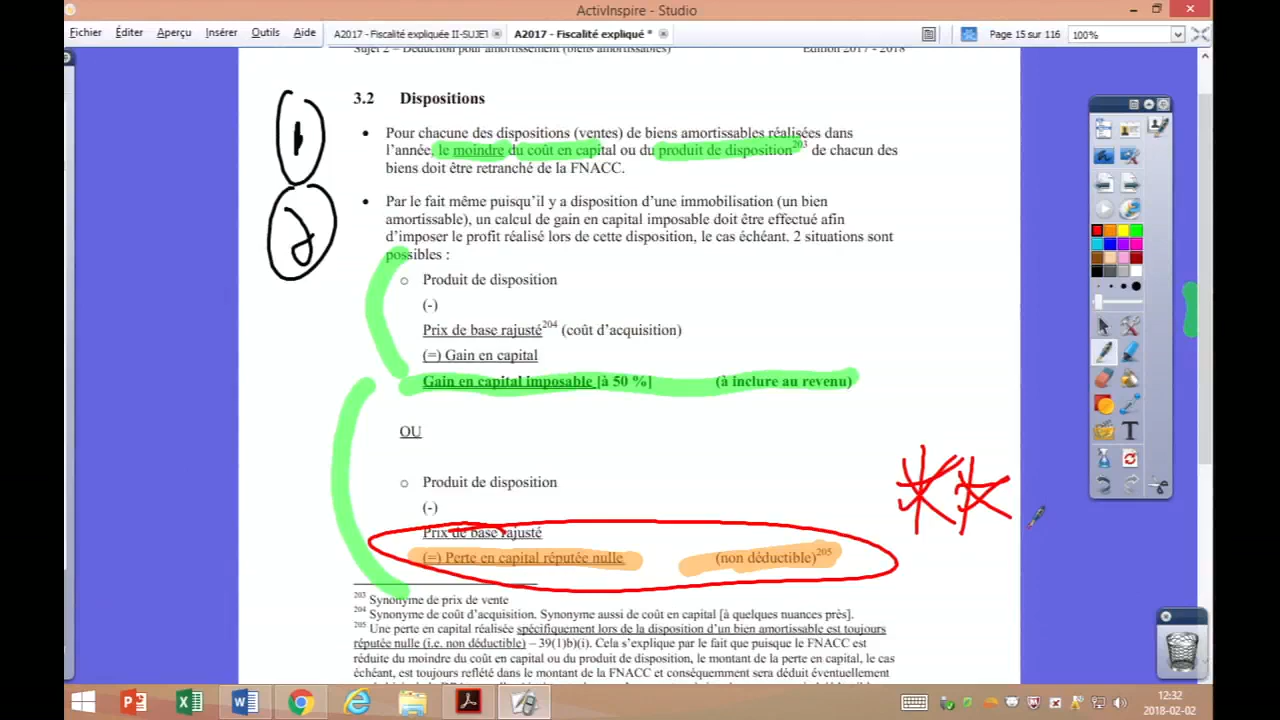 ActivInspire - Studio
Fichier Éditer Aperçu Insérer Outils Aide
A2017 - Fiscalité expliquée II-SUJET
A2017 - Fiscalité expliqué *
Page 15 sur 116
100%
Sujet 2 – Déduction pour amortissement (biens amortissables) Édition 2017 - 2018
3.2 Dispositions
• Pour chacune des dispositions (ventes) de biens amortissables réalisées dans
l'année, le moindre du coût en capital ou du produit de disposition203 de chacun des
biens doit être retranché de la FNACC.
• Par le fait même puisqu'il y a disposition d'une immobilisation (un bien
amortissable), un calcul de gain en capital imposable doit être effectué afin
d'imposer le profit réalisé lors de cette disposition, le cas échéant. 2 situations sont
possibles :
o Produit de disposition
(-)
Prix de base rajusté204 (coût d'acquisition)
(=) Gain en capital
Gain en capital imposable [à 50 %] (à inclure au revenu)
OU
o Produit de disposition
(-)
Prix de base rajusté
(=) Perte en capital réputée nulle (non déductible)205
203 Synonyme de prix de vente
204 Synonyme de coût d'acquisition. Synonyme aussi de coût en capital [à quelques nuances près].
205 Une perte en capital réalisée spécifiquement lors de la disposition d'un bien amortissable est toujours
réputée nulle (i.e. non déductible) – 39(1)b)(i). Cela s'explique par le fait que puisque le FNACC est
réduite du moindre du coût en capital ou du produit de disposition, le montant de la perte en capital, le cas
échéant, est toujours reflété dans le montant de la FNACC et conséquemment sera déduit éventuellement
1
2
12:32
2018-02-02